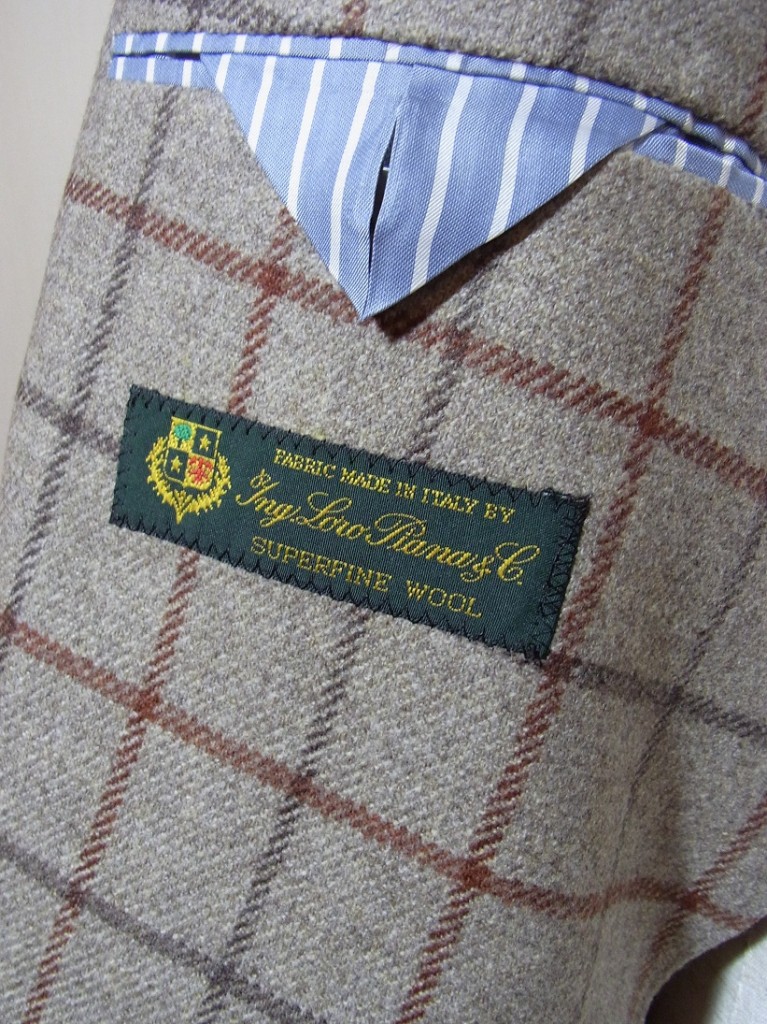 FABRIC MADE IN ITALY BY
Ing. Loro Piana & C.
SUPERFINE WOOL